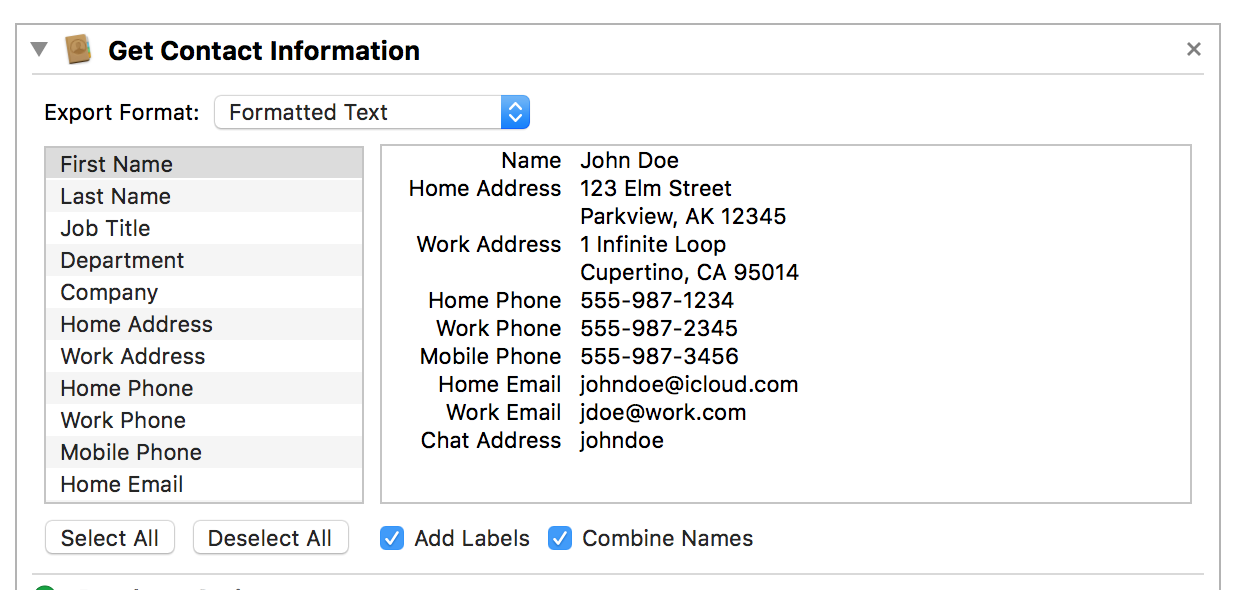 Get Contact Information
Export Format: Formatted Text
First Name
Last Name
Job Title
Department
Company
Home Address
Work Address
Home Phone
Work Phone
Mobile Phone
Home Email
Name John Doe
Home Address 123 Elm Street
Parkview, AK 12345
Work Address 1 Infinite Loop
Cupertino, CA 95014
Home Phone 555-987-1234
Work Phone 555-987-2345
Mobile Phone 555-987-3456
Home Email johndoe@icloud.com
Work Email jdoe@work.com
Chat Address johndoe
Select All Deselect All Add Labels Combine Names